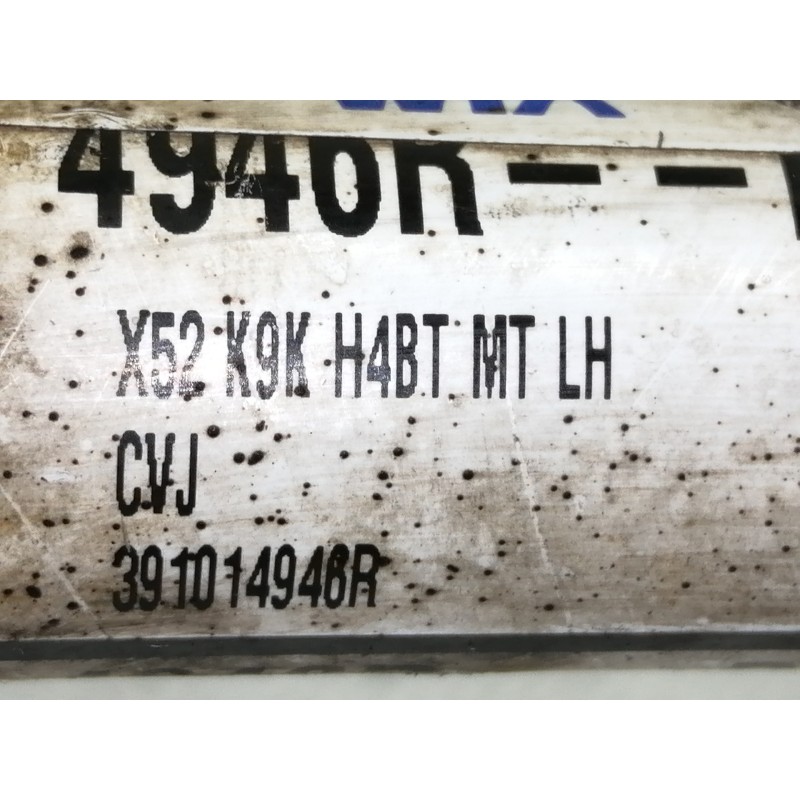 4946R--
X52 K9K H4BT MT LH
CVJ
391014946R